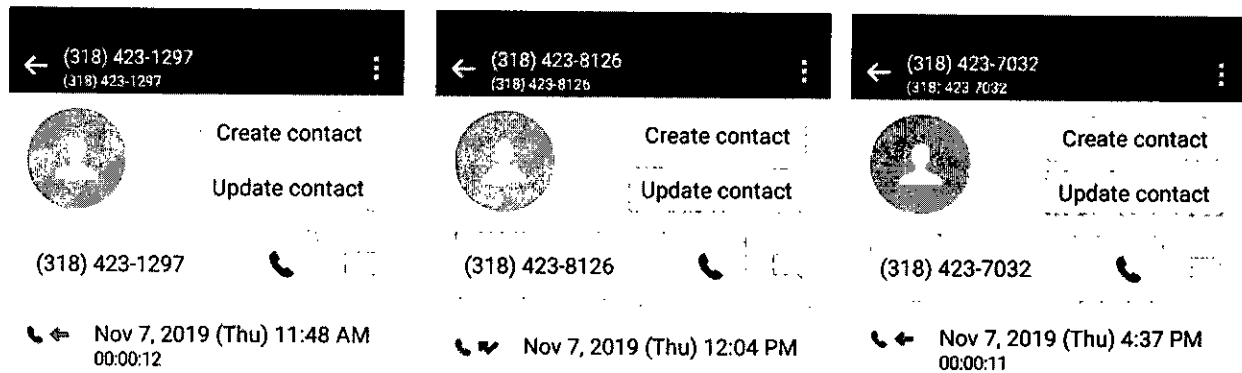 (318) 423-1297
(318) 423-1297
Create contact
Update contact
(318) 423-1297
Nov 7, 2019 (Thu) 11:48 AM
00:00:12
(318) 423-8126
(318) 423-8126
Create contact
Update contact
(318) 423-8126
Nov 7, 2019 (Thu) 12:04 PM
(318) 423-7032
(318) 423-7032
Create contact
Update contact
(318) 423-7032
Nov 7, 2019 (Thu) 4:37 PM
00:00:11